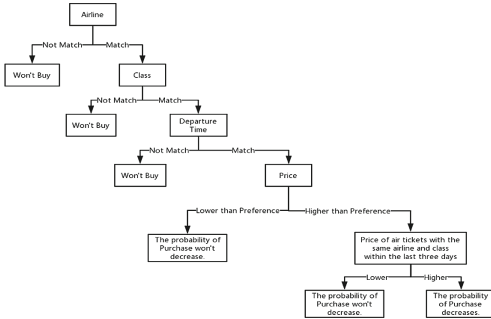 Airline
Not Match
Match
Won't Buy
Class
Not Match
Match
Won't Buy
Departure
Time
Not Match
Match
Won't Buy
Price
Lower than Preference
Higher than Preference
The probability of
Purchase won't
decrease.
Price of air tickets with the
same airline and class
within the last three days
Lower
Higher
The probability of
Purchase won't
decreases.
The probability of
Purchase decreases.